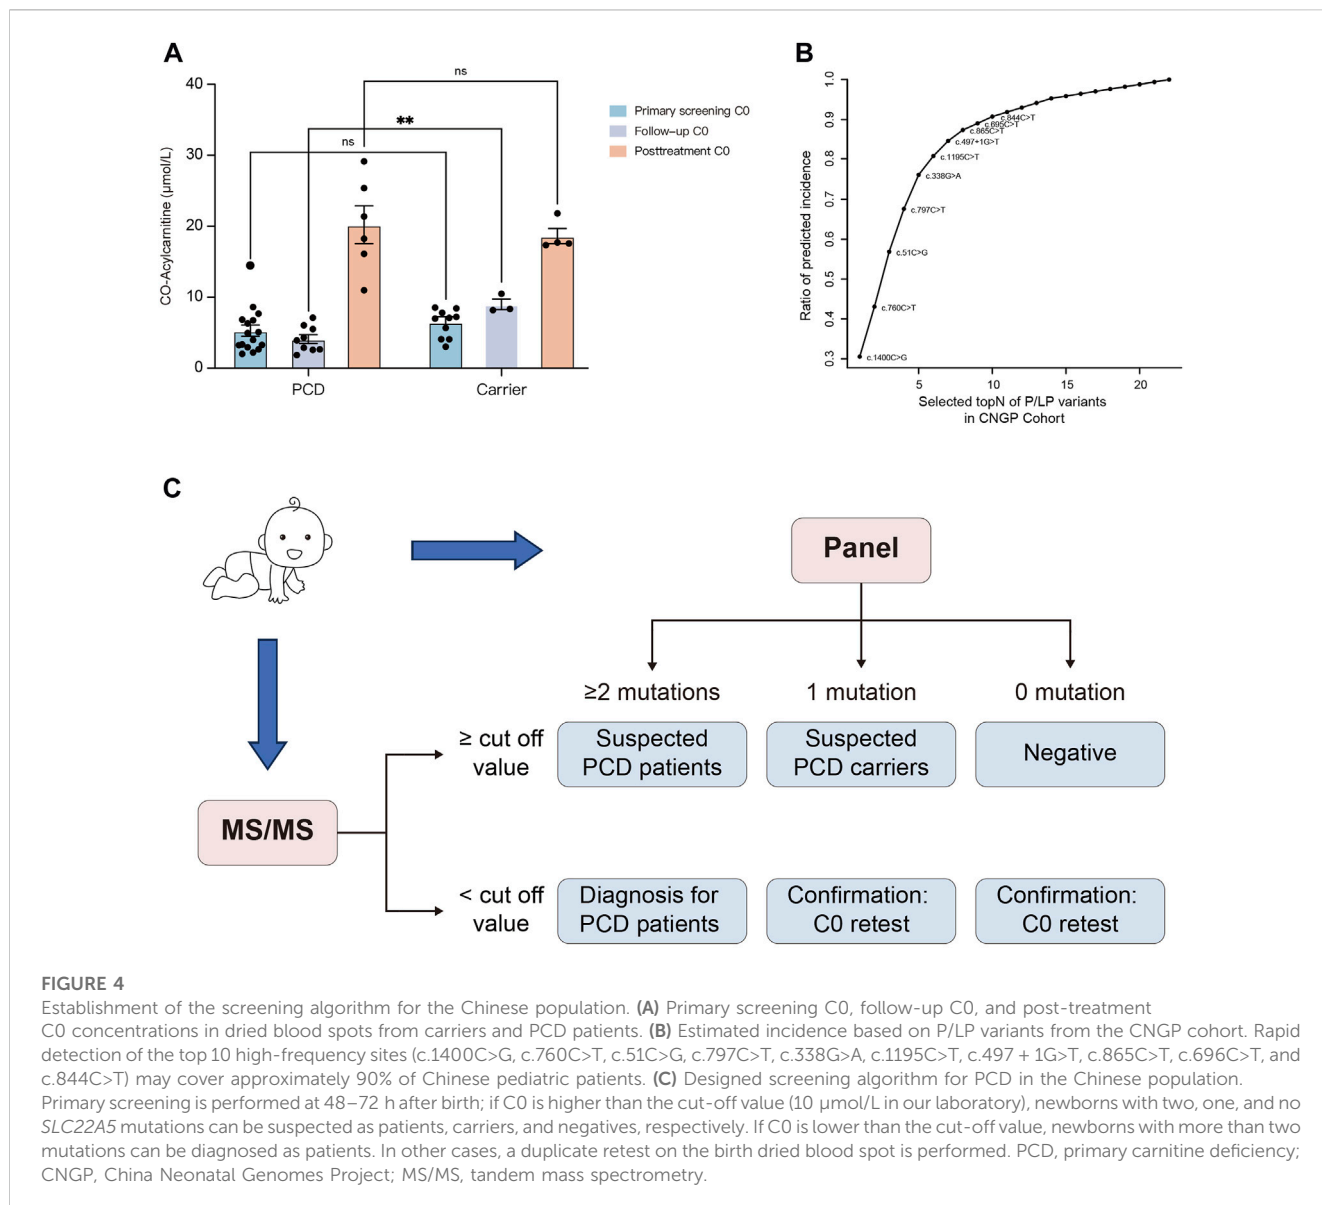 A
CO-Acylcarnitine (μmol/L)
40
30
20
10
0
ns
**
ns
PCD
Carrier
Primary screening C0
Follow-up C0
Posttreatment C0
B
Ratio of predicted incidence
1.0
0.9
0.8
0.7
0.6
0.5
0.4
0.3
c.844C>T
c.695C>T
c.865C>T
c.497+1G>T
c.1195C>T
c.338G>A
c.797C>T
c.51C>G
c.760C>T
c.1400C>G
5
10
15
20
Selected topN of P/LP variants
in CNGP Cohort
C
Panel
≥2 mutations
1 mutation
0 mutation
≥ cut off
value
Suspected
PCD patients
Suspected
PCD carriers
Negative
MS/MS
< cut off
value
Diagnosis for
PCD patients
Confirmation:
C0 retest
Confirmation:
C0 retest
FIGURE 4
Establishment of the screening algorithm for the Chinese population. (A) Primary screening C0, follow-up C0, and post-treatment
C0 concentrations in dried blood spots from carriers and PCD patients. (B) Estimated incidence based on P/LP variants from the CNGP cohort. Rapid
detection of the top 10 high-frequency sites (c.1400C>G, c.760C>T, c.51C>G, c.797C>T, c.338G>A, c.1195C>T, c.497 + 1G>T, c.865C>T, c.696C>T, and
c.844C>T) may cover approximately 90% of Chinese pediatric patients. (C) Designed screening algorithm for PCD in the Chinese population.
Primary screening is performed at 48–72 h after birth; if C0 is higher than the cut-off value (10 μmol/L in our laboratory), newborns with two, one, and no
SLC22A5 mutations can be suspected as patients, carriers, and negatives, respectively. If C0 is lower than the cut-off value, newborns with more than two
mutations can be diagnosed as patients. In other cases, a duplicate retest on the birth dried blood spot is performed. PCD, primary carnitine deficiency;
CNGP, China Neonatal Genomes Project; MS/MS, tandem mass spectrometry.